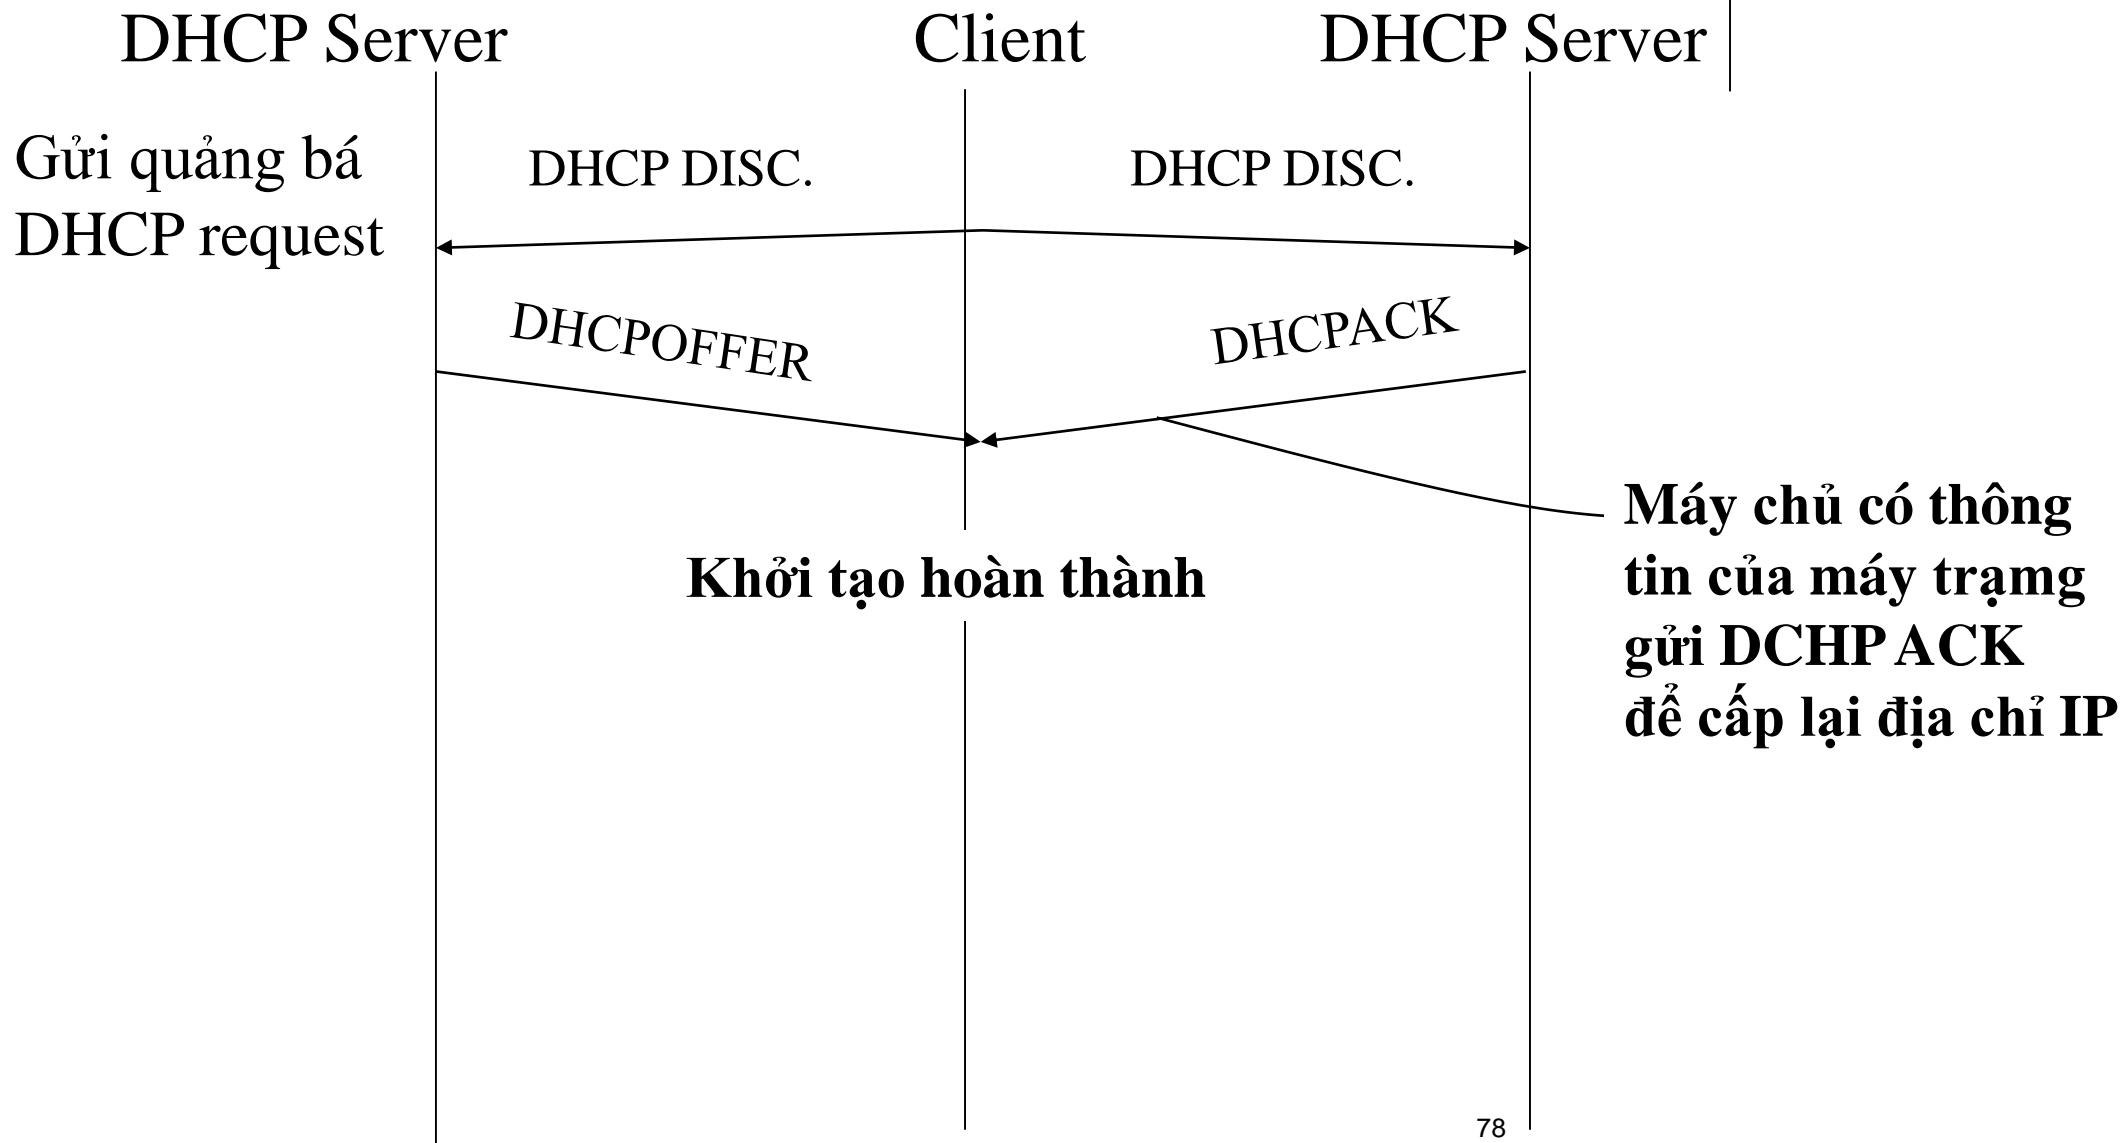 DHCP Server
Client
DHCP Server
Gửi quảng bá
DHCP request
DHCP DISC.
DHCP DISC.
DHCPOFFER
DHCPACK
Khởi tạo hoàn thành
Máy chủ có thông
tin của máy trạmg
gửi DCHP ACK
để cấp lại địa chỉ IP
78